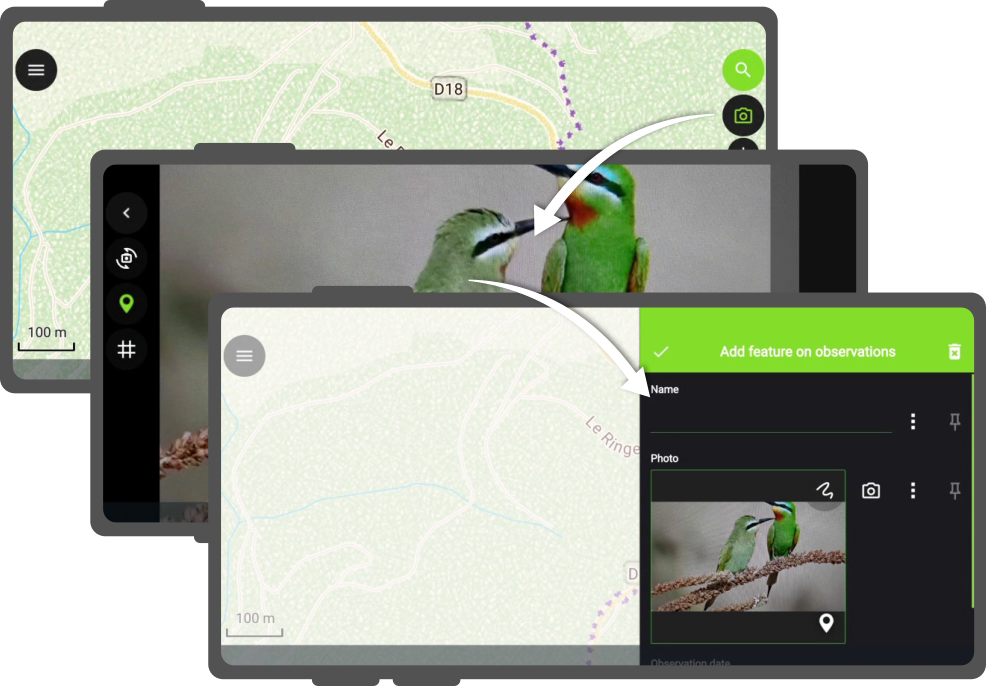 D18
Le
100 m
Add feature on observations
Name
Le Ringe
Photo
D
100 m
Observation date